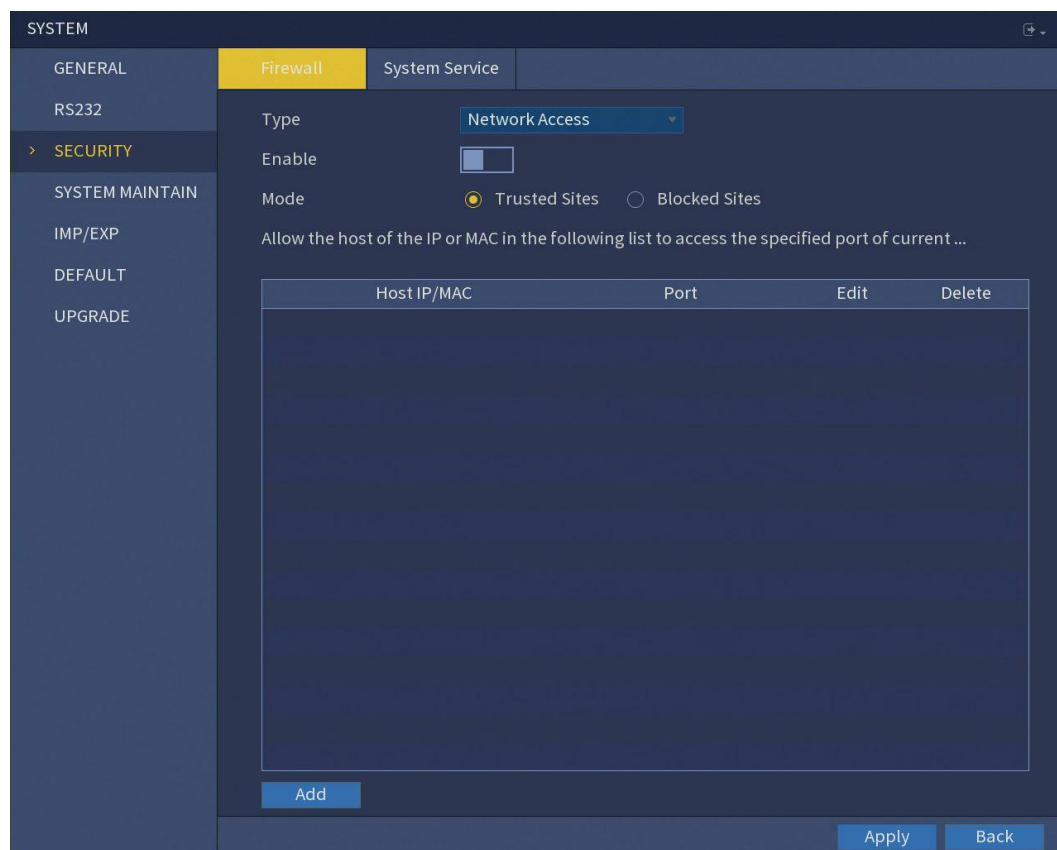 SYSTEM
GENERAL
RS232
> SECURITY
SYSTEM MAINTAIN
IMP/EXP
DEFAULT
UPGRADE
Firewall System Service
Type Network Access
Enable
Mode Trusted Sites Blocked Sites
Allow the host of the IP or MAC in the following list to access the specified port of current ...
Host IP/MAC Port Edit Delete
Add
Apply Back